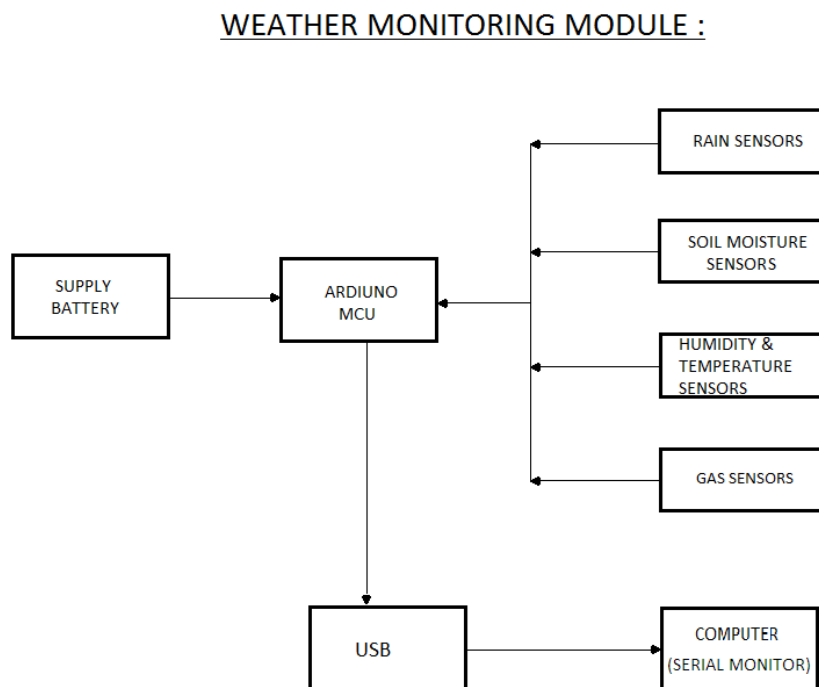 WEATHER MONITORING MODULE :
RAIN SENSORS
SOIL MOISTURE
SENSORS
SUPPLY
BATTERY
ARDIUNO
MCU
HUMIDITY &
TEMPERATURE
SENSORS
GAS SENSORS
USB
COMPUTER
(SERIAL MONITOR)